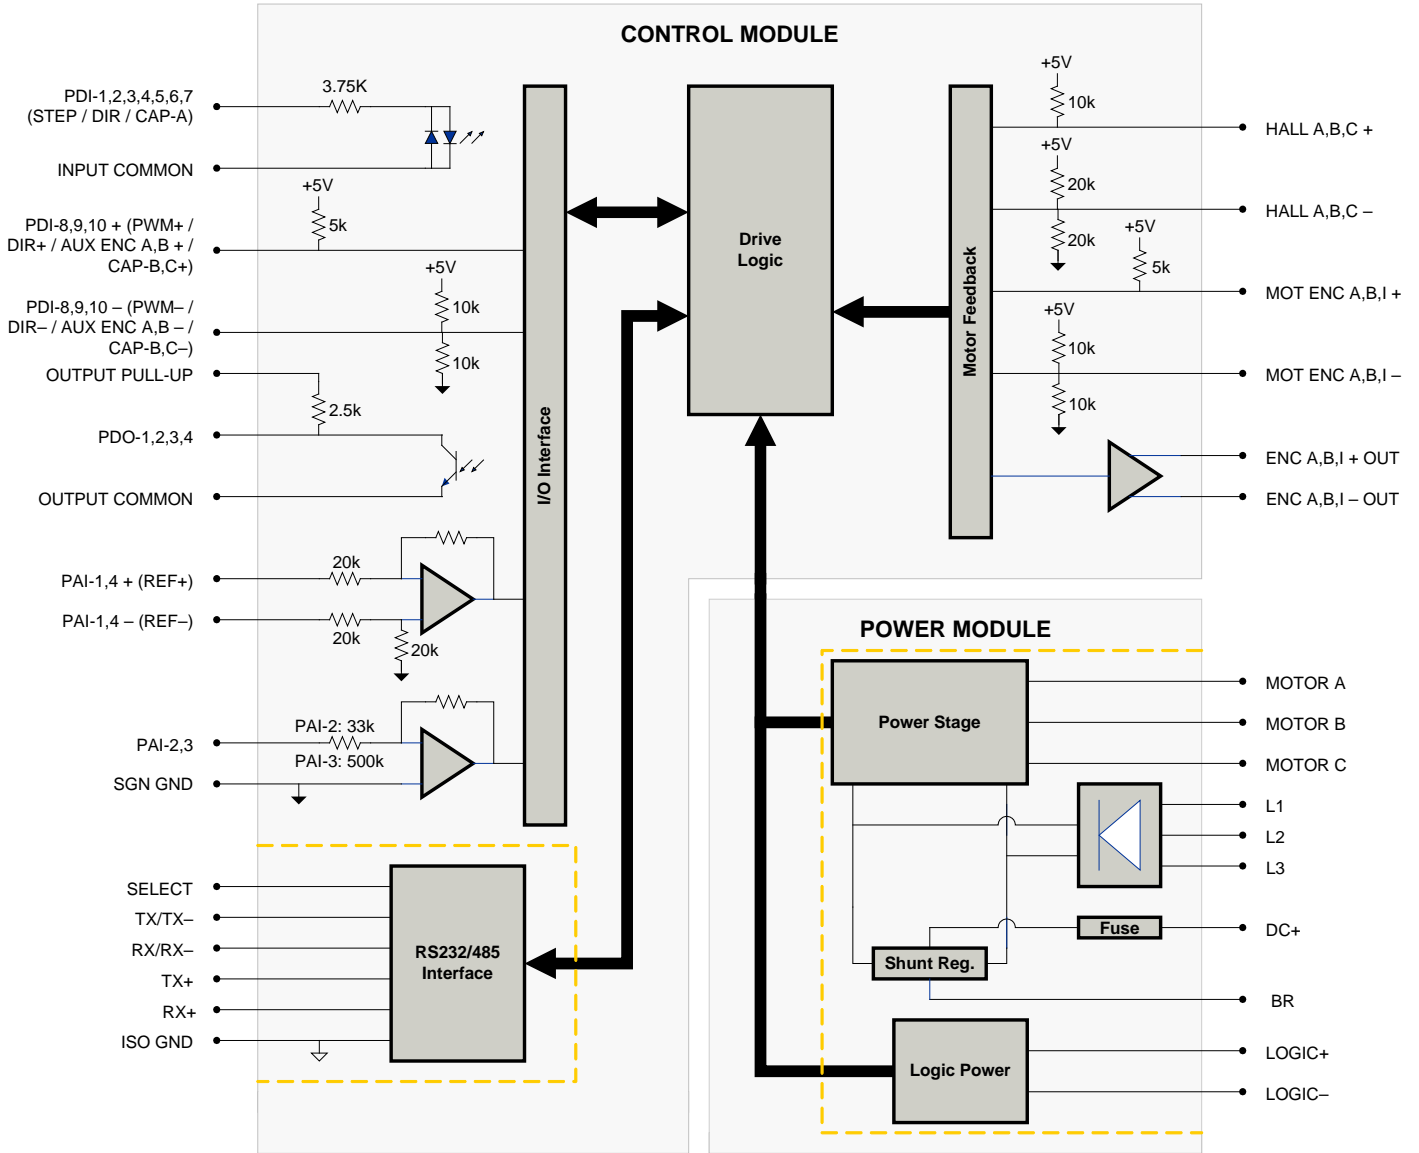 CONTROL MODULE
PDI-1,2,3,4,5,6,7
(STEP / DIR / CAP-A)
3.75K
INPUT COMMON
+5V
5k
PDI-8,9,10 + (PWM+ /
DIR+ / AUX ENC A,B + /
CAP-B,C+)
+5V
10k
PDI-8,9,10 – (PWM– /
DIR– / AUX ENC A,B – /
CAP-B,C–)
10k
OUTPUT PULL-UP
2.5k
PDO-1,2,3,4
OUTPUT COMMON
PAI-1,4 + (REF+)
20k
PAI-1,4 – (REF–)
20k
20k
PAI-2,3
PAI-2: 33k
PAI-3: 500k
SGN GND
I/O Interface
SELECT
TX/TX–
RX/RX–
TX+
RX+
ISO GND
RS232/485
Interface
Drive
Logic
Motor Feedback
+5V
10k
HALL A,B,C +
+5V
20k
HALL A,B,C –
20k
+5V
5k
MOT ENC A,B,I +
+5V
10k
MOT ENC A,B,I –
10k
ENC A,B,I + OUT
ENC A,B,I – OUT
POWER MODULE
Power Stage
MOTOR A
MOTOR B
MOTOR C
L1
L2
L3
Fuse
DC+
Shunt Reg.
BR
Logic Power
LOGIC+
LOGIC–